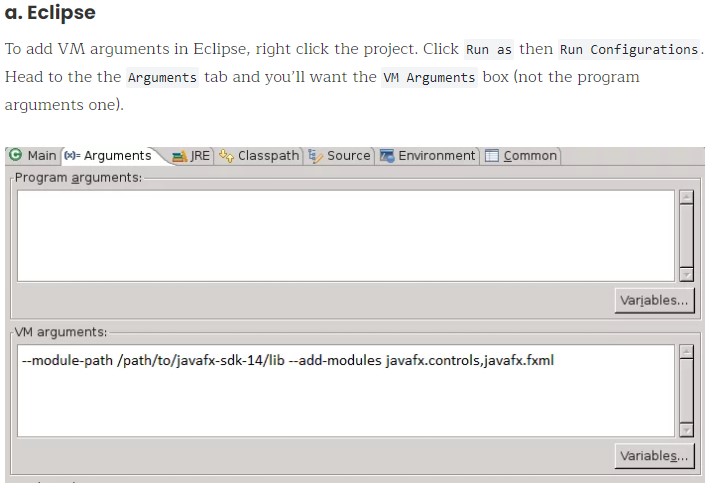 a. Eclipse
To add VM arguments in Eclipse, right click the project. Click Run as then Run Configurations.
Head to the the Arguments tab and you'll want the VM Arguments box (not the program
arguments one).
Main (x)= Arguments JRE Classpath Source Environment Common
Program arguments:
Variables...
VM arguments:
--module-path /path/to/javafx-sdk-14/lib --add-modules javafx.controls,javafx.fxml
Variables...